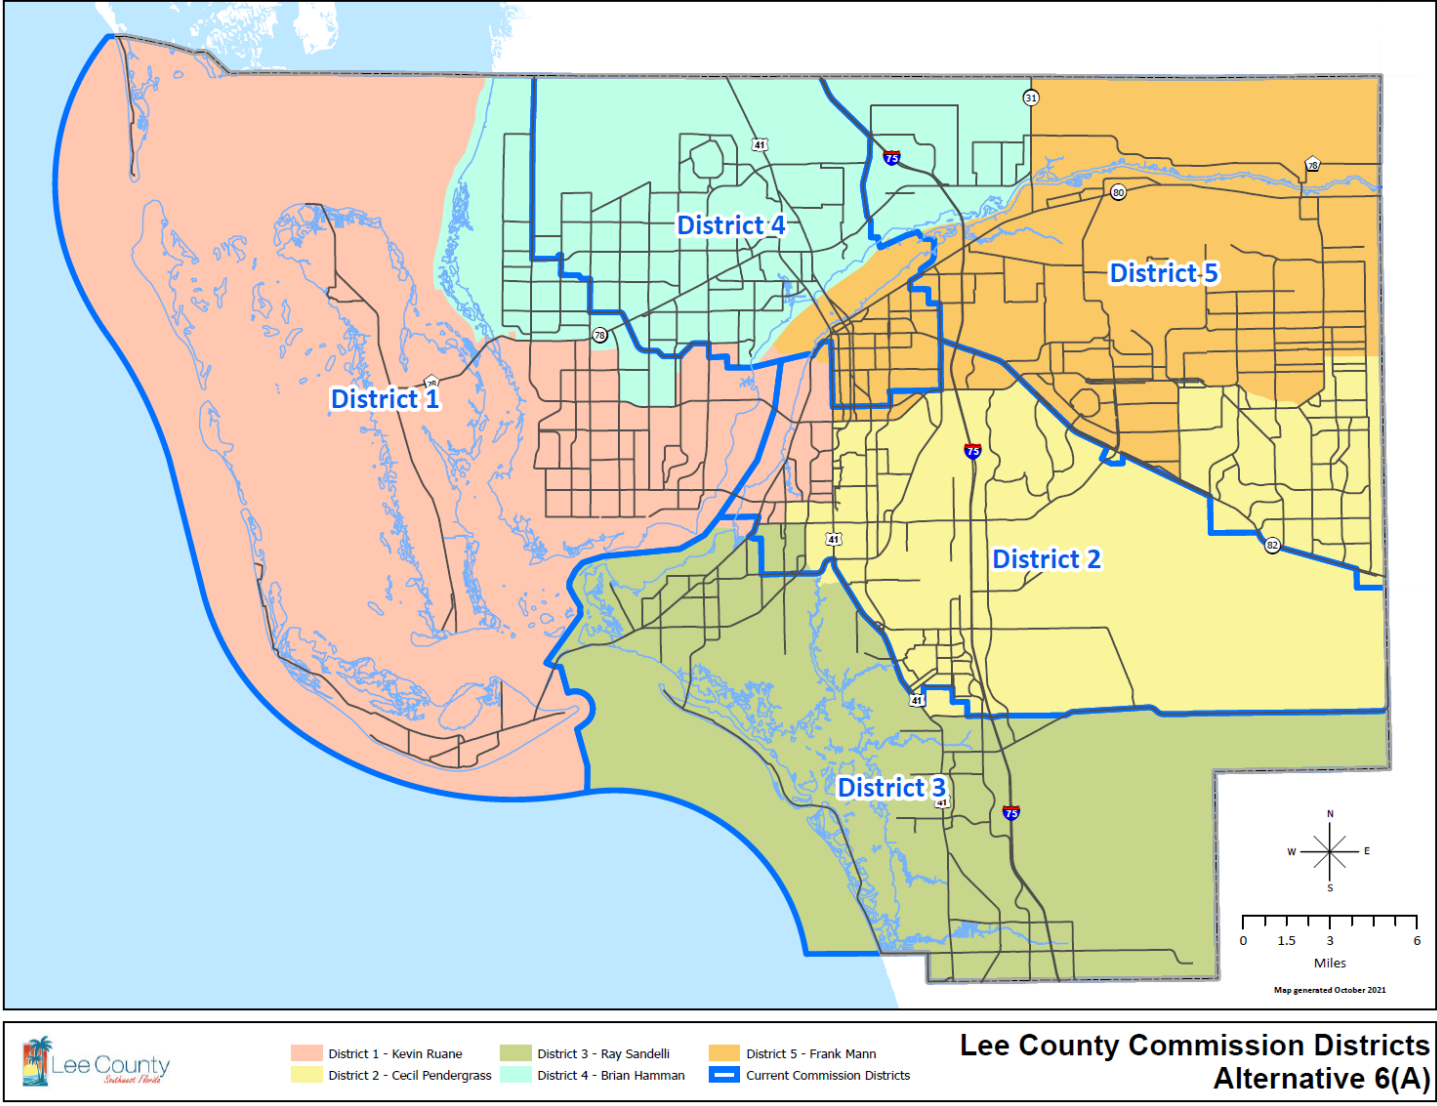 31
41
75
78
80
District 4
District 5
78
78
District 1
75
41
82
District 2
41
District 3
41
75
N
W E
S
0 1.5 3 6
Miles
Map generated October 2021
Lee County
Southwest Florida
District 1 - Kevin Ruane
District 2 - Cecil Pendergrass
District 3 - Ray Sandelli
District 4 - Brian Hamman
District 5 - Frank Mann
Current Commission Districts
Lee County Commission Districts
Alternative 6(A)